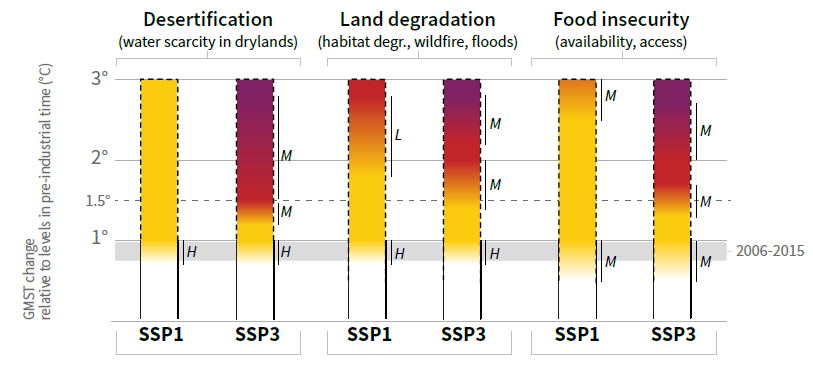 Desertification
(water scarcity in drylands)
Land degradation
(habitat degr., wildfire, floods)
Food insecurity
(availability, access)
GMST change
relative to levels in pre-industrial time (°C)
3°
2°
1.5°
1°
M
M
H
H
L
H
M
M
H
M
M
M
M
M
2006-2015
SSP1
SSP3
SSP1
SSP3
SSP1
SSP3